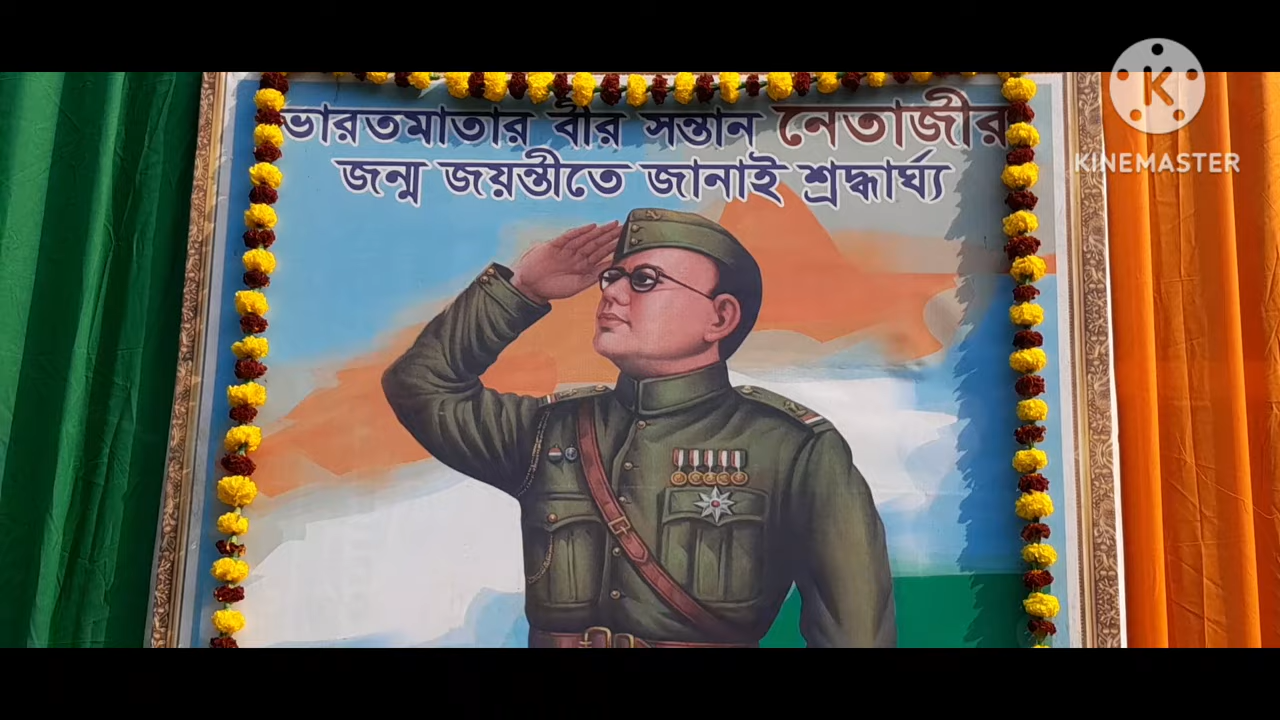 ভারতমাতার বীর সন্তান নেতাজীর
জন্ম জয়ন্তীতে জানাই শ্রদ্ধার্ঘ্য
K
KINEMASTER